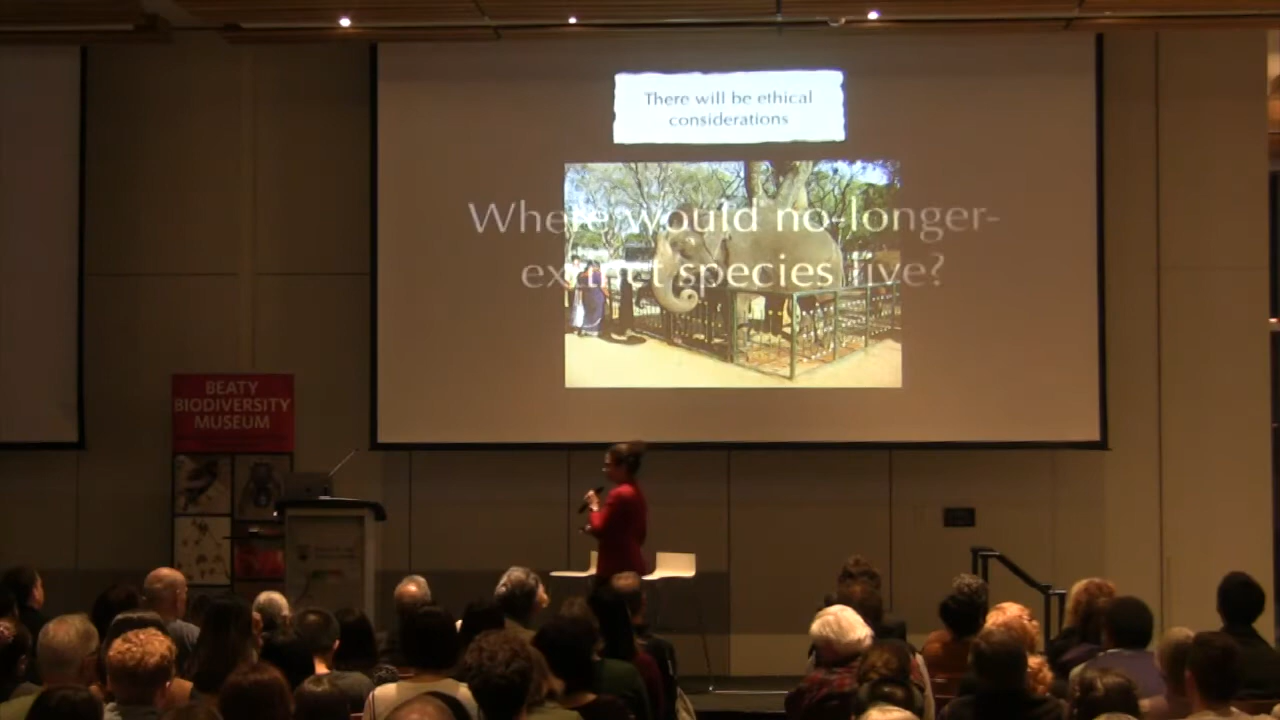 There will be ethical
considerations
Where would no-longer-
extinct species live?
BEATY
BIODIVERSITY
MUSEUM